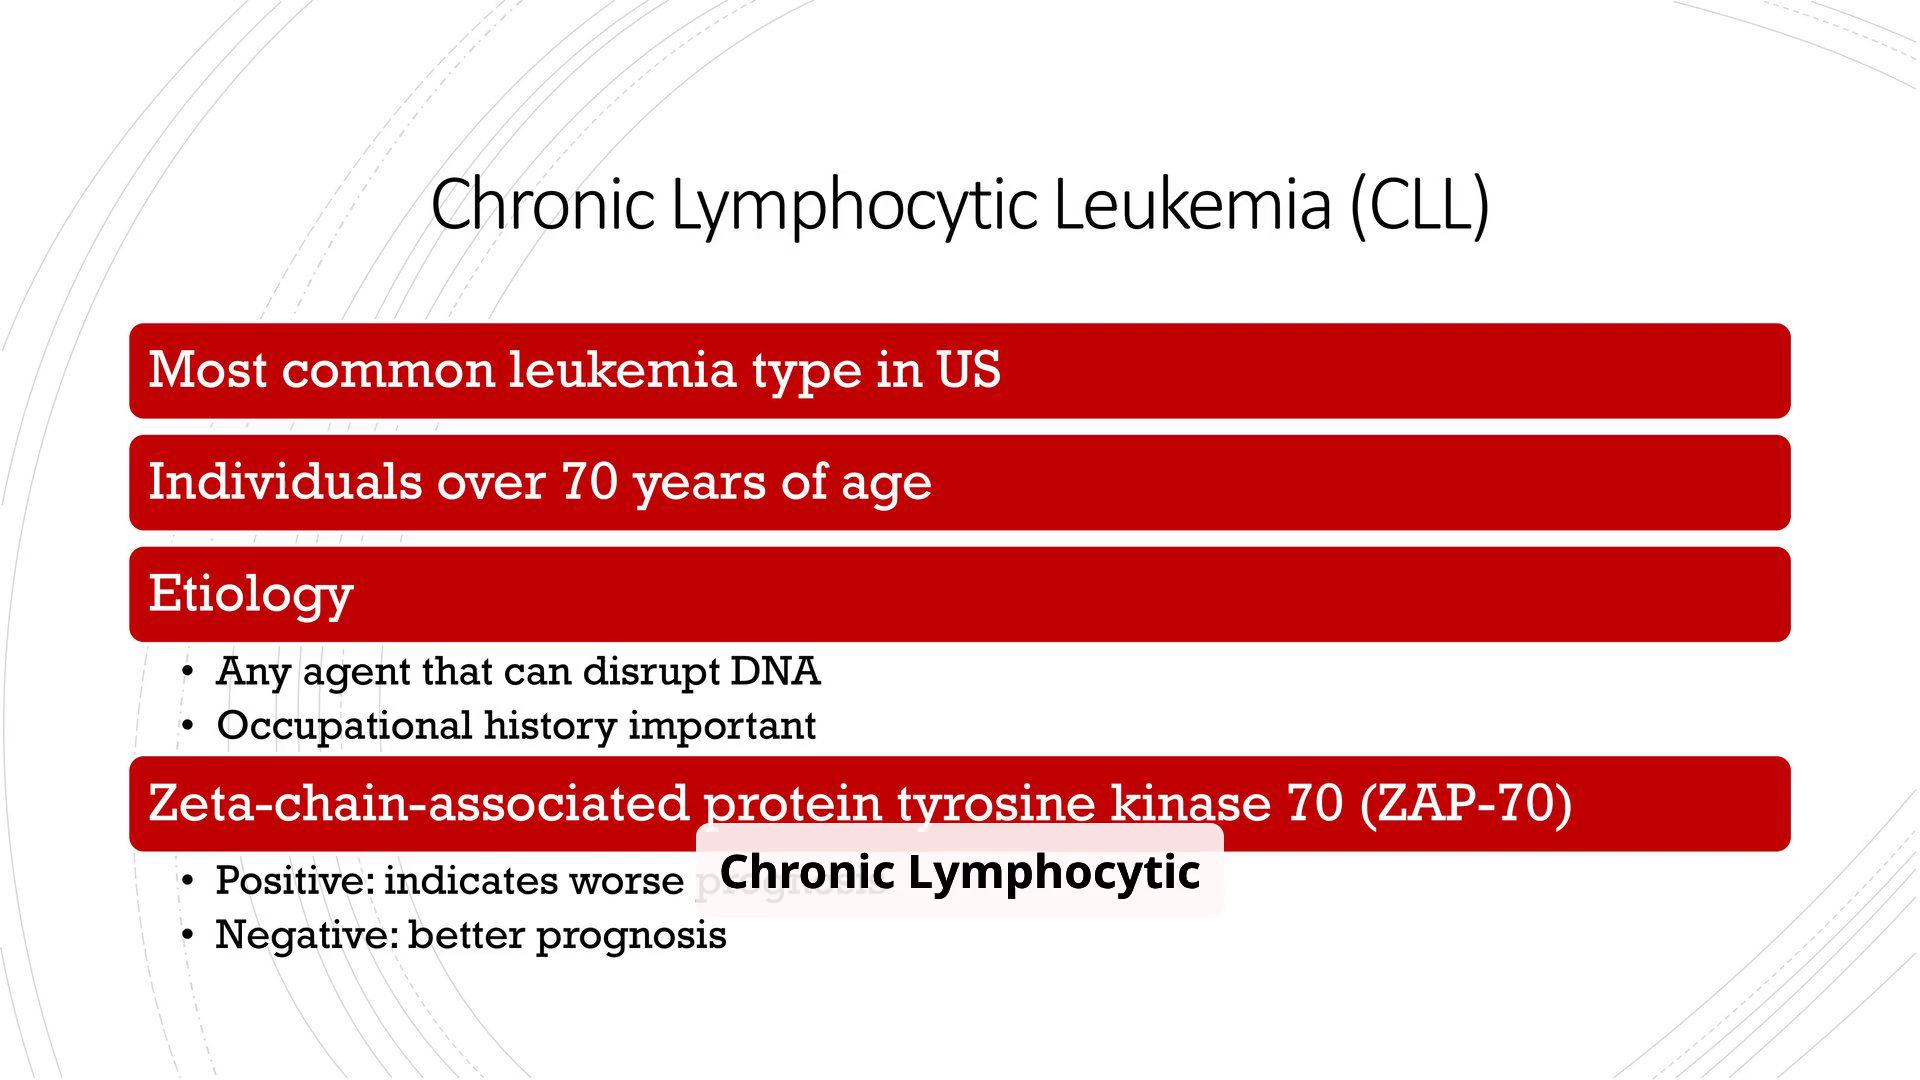 Chronic Lymphocytic Leukemia (CLL)
Most common leukemia type in US
Individuals over 70 years of age
Etiology
• Any agent that can disrupt DNA
• Occupational history important
Zeta-chain-associated protein tyrosine kinase 70 (ZAP-70)
• Positive: indicates worse prognosis
Chronic Lymphocytic
• Negative: better prognosis